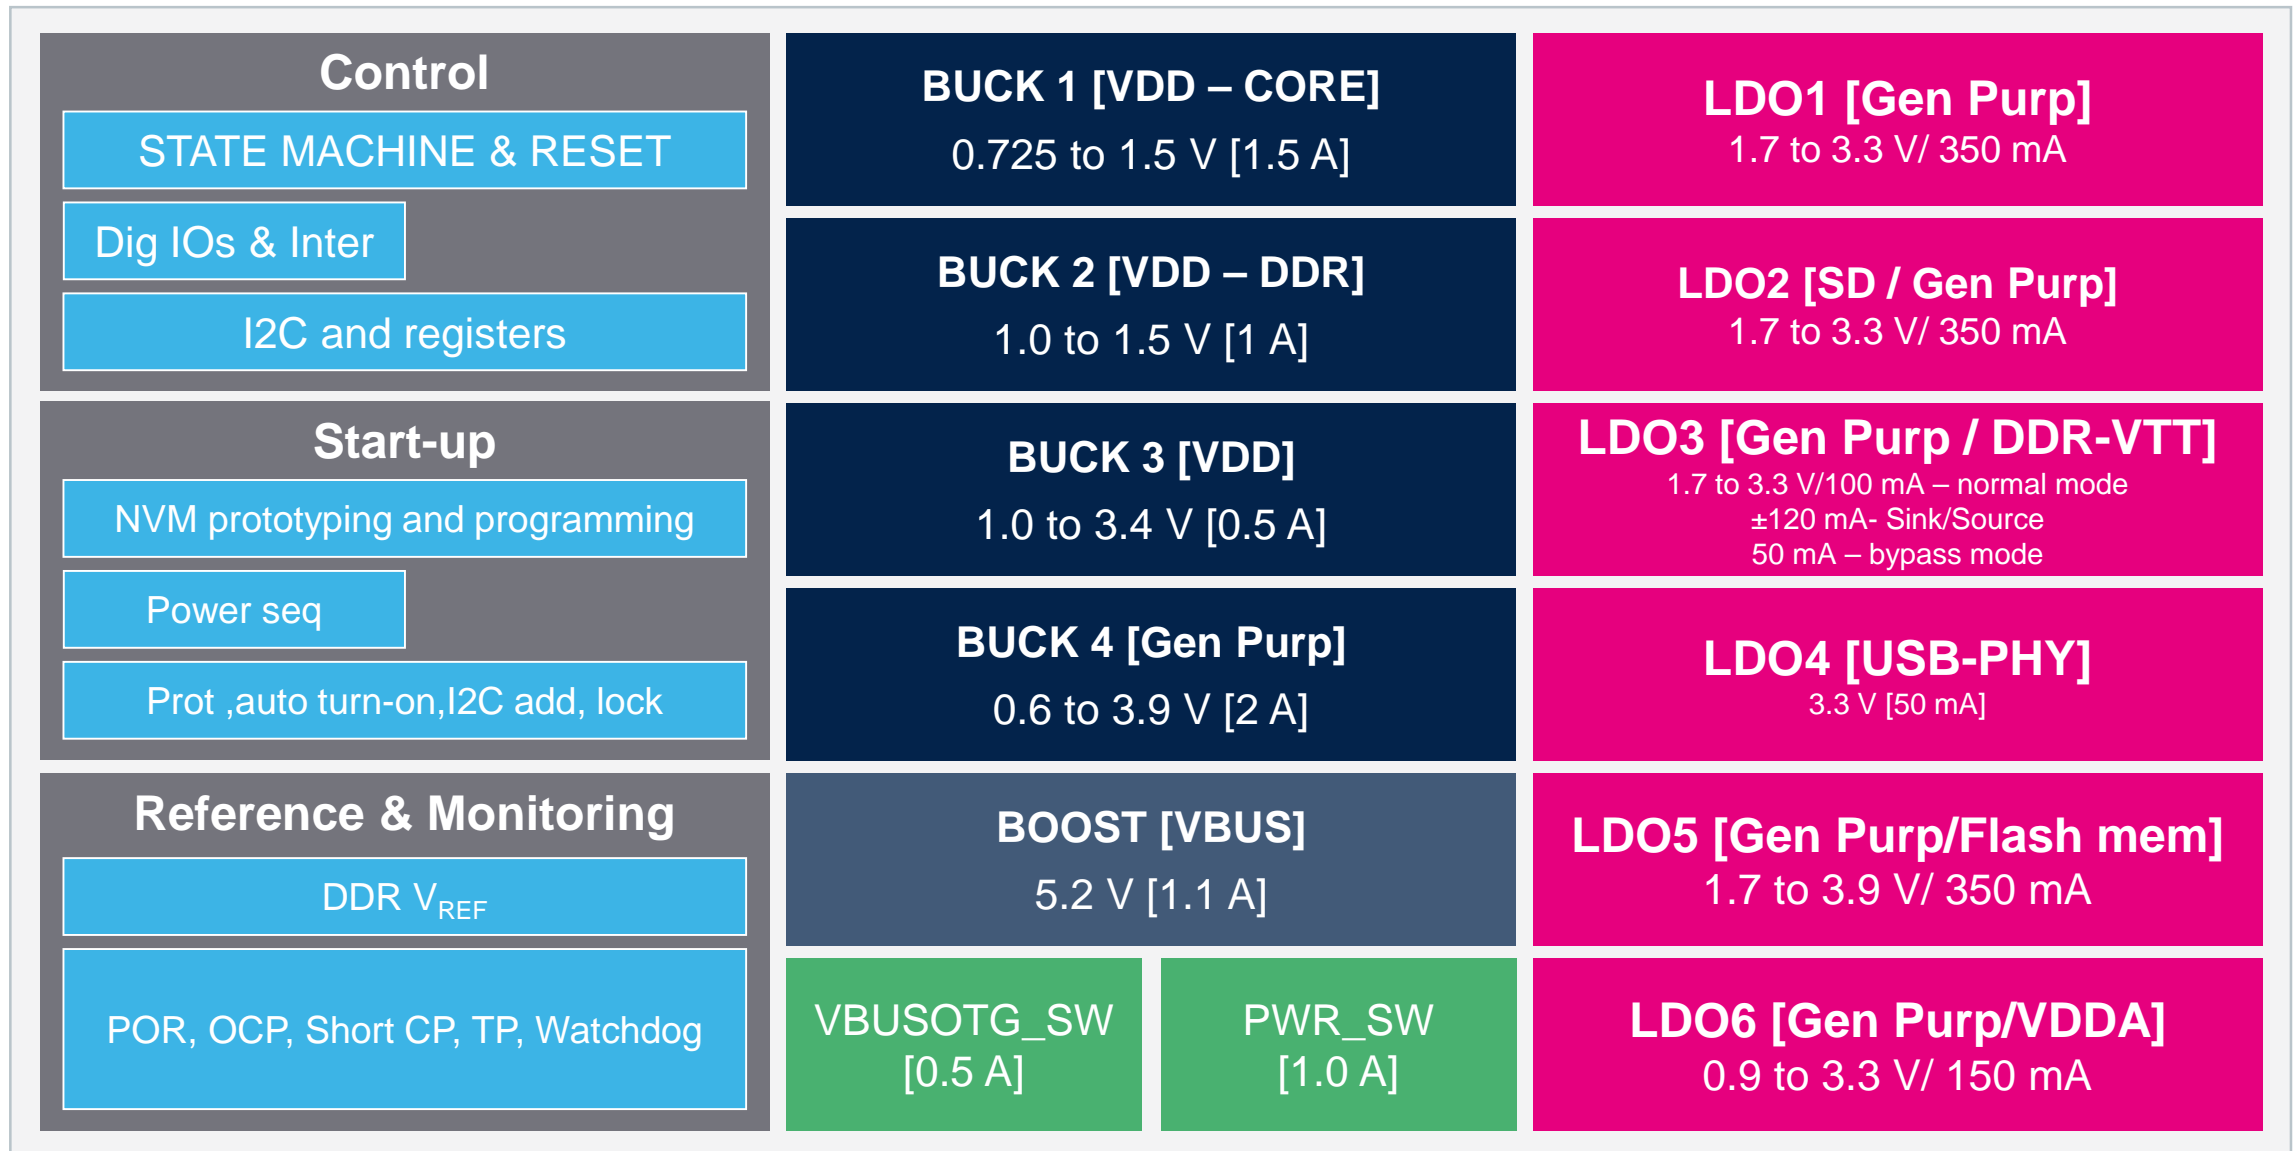 Control
STATE MACHINE & RESET
Dig IOs & Inter
I2C and registers
Start-up
NVM prototyping and programming
Power seq
Prot ,auto turn-on,I2C add, lock
Reference & Monitoring
DDR VREF
POR, OCP, Short CP, TP, Watchdog
BUCK 1 [VDD – CORE]
0.725 to 1.5 V [1.5 A]
BUCK 2 [VDD – DDR]
1.0 to 1.5 V [1 A]
BUCK 3 [VDD]
1.0 to 3.4 V [0.5 A]
BUCK 4 [Gen Purp]
0.6 to 3.9 V [2 A]
BOOST [VBUS]
5.2 V [1.1 A]
VBUSOTG_SW
[0.5 A]
PWR_SW
[1.0 A]
LDO1 [Gen Purp]
1.7 to 3.3 V/ 350 mA
LDO2 [SD / Gen Purp]
1.7 to 3.3 V/ 350 mA
LDO3 [Gen Purp / DDR-VTT]
1.7 to 3.3 V/100 mA – normal mode
±120 mA- Sink/Source
50 mA – bypass mode
LDO4 [USB-PHY]
3.3 V [50 mA]
LDO5 [Gen Purp/Flash mem]
1.7 to 3.9 V/ 350 mA
LDO6 [Gen Purp/VDDA]
0.9 to 3.3 V/ 150 mA